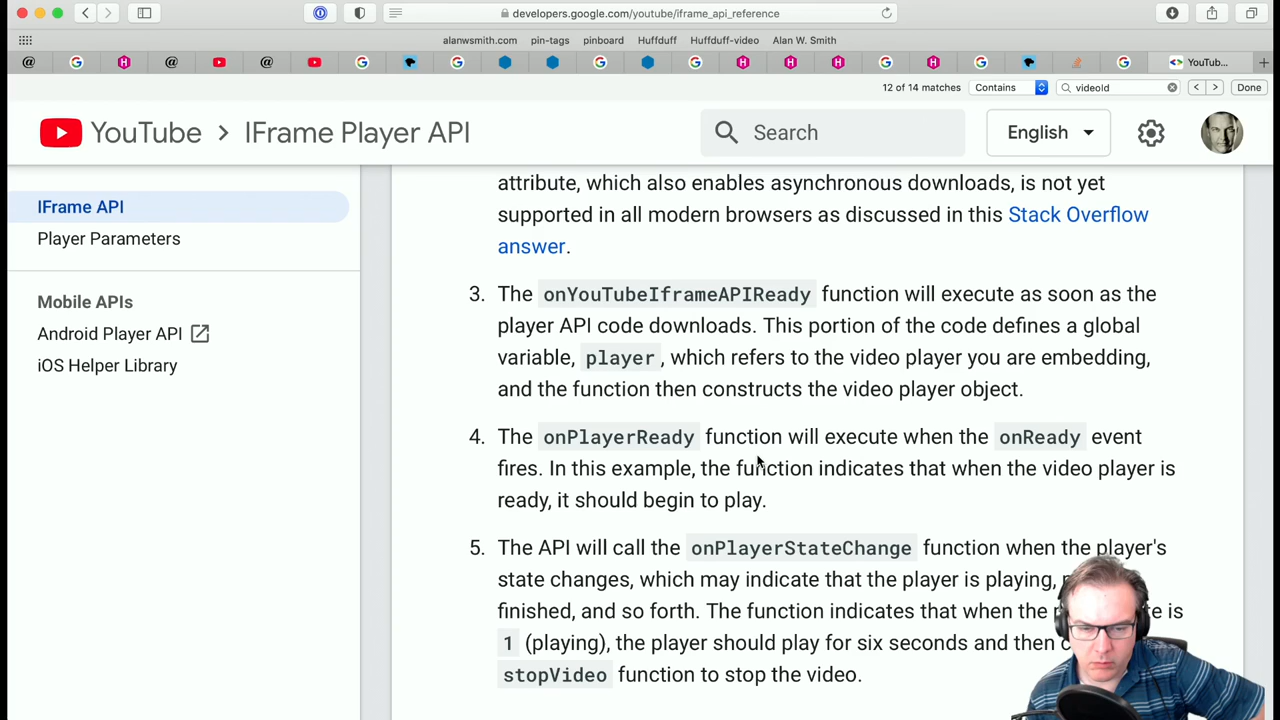 developers.google.com/youtube/iframe_api_reference
alanwsmith.com pin-tags pinboard Huffduff Huffduff-video Alan W. Smith
YouTub...
12 of 14 matches Contains videoId Done
YouTube > IFrame Player API Search English
IFrame API
Player Parameters
Mobile APIs
Android Player API
iOS Helper Library
attribute, which also enables asynchronous downloads, is not yet
supported in all modern browsers as discussed in this Stack Overflow
answer.
3. The onYouTubeIframeAPIReady function will execute as soon as the
player API code downloads. This portion of the code defines a global
variable, player, which refers to the video player you are embedding,
and the function then constructs the video player object.
4. The onPlayerReady function will execute when the onReady event
fires. In this example, the function indicates that when the video player is
ready, it should begin to play.
5. The API will call the onPlayerStateChange function when the player's
state changes, which may indicate that the player is playing,
finished, and so forth. The function indicates that when the is
1 (playing), the player should play for six seconds and then
stopVideo function to stop the video.